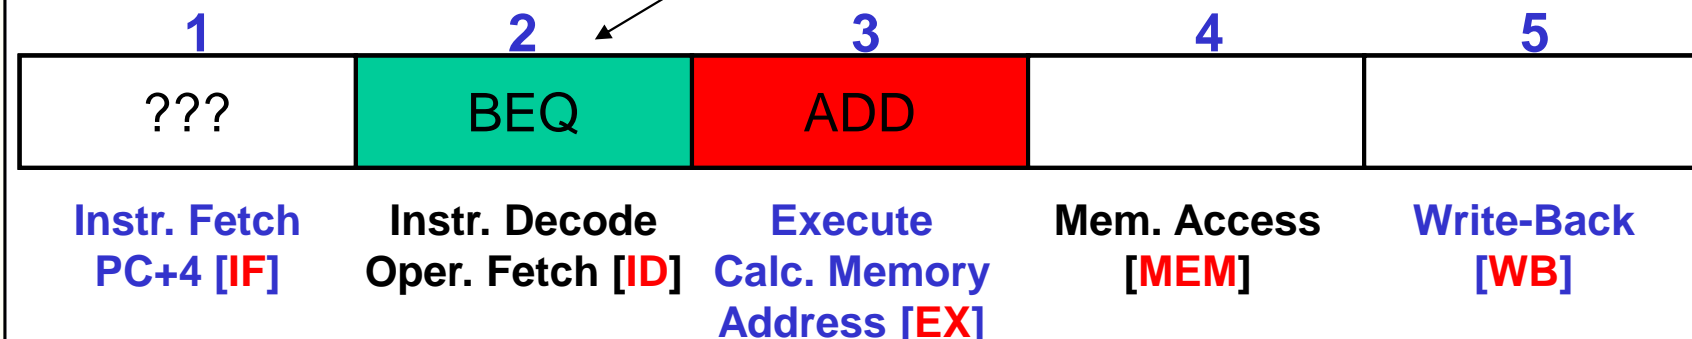 1 2 3 4 5
??? BEQ ADD
Instr. Fetch Instr. Decode Execute Mem. Access Write-Back
PC+4 [IF] Oper. Fetch [ID] Calc. Memory [MEM] [WB]
Address [EX]